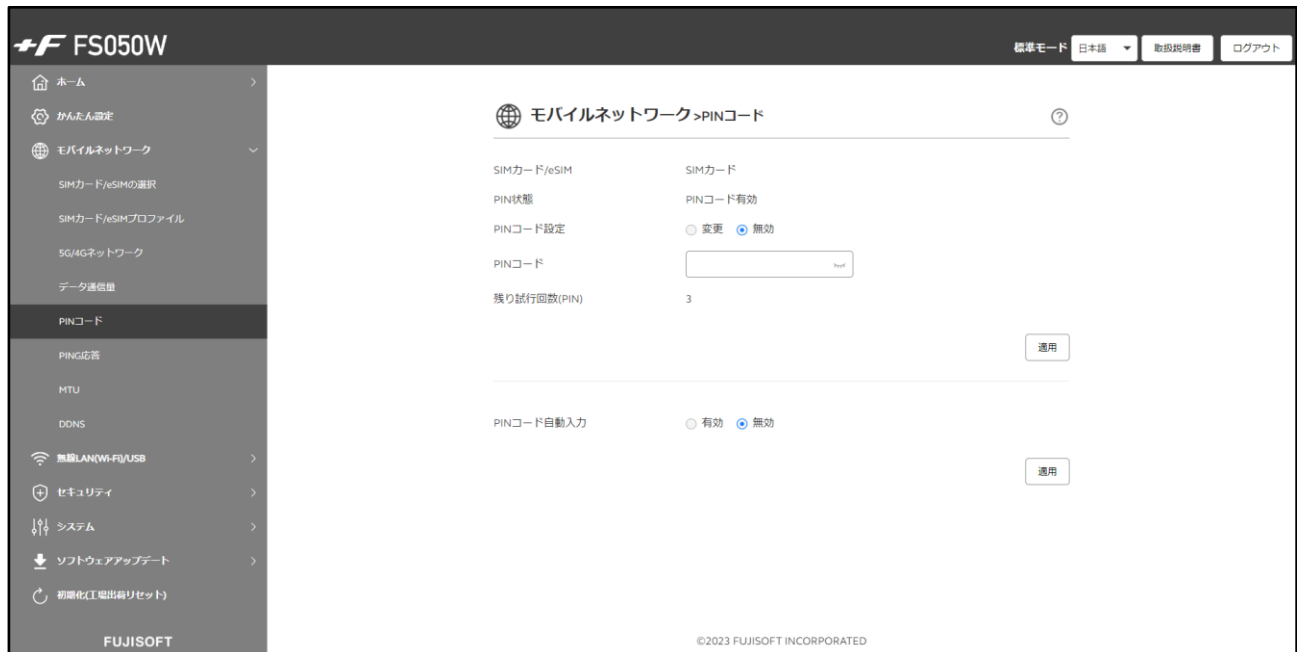 +F FS050W
標準モード 日本語 取扱説明書 ログアウト
ホーム
かんたん設定
モバイルネットワーク
SIMカード/eSIMの選択
SIMカード/eSIMプロファイル
5G/4Gネットワーク
データ通信量
PINコード
PING応答
MTU
DDNS
無線LAN(Wi-Fi)/USB
セキュリティ
システム
ソフトウェアアップデート
初期化(工場出荷リセット)
FUJISOFT
モバイルネットワーク>PINコード
SIMカード/eSIM SIMカード
PIN状態 PINコード有効
PINコード設定 変更 無効
PINコード
残り試行回数(PIN) 3
適用
PINコード自動入力 有効 無効
適用
©2023 FUJISOFT INCORPORATED